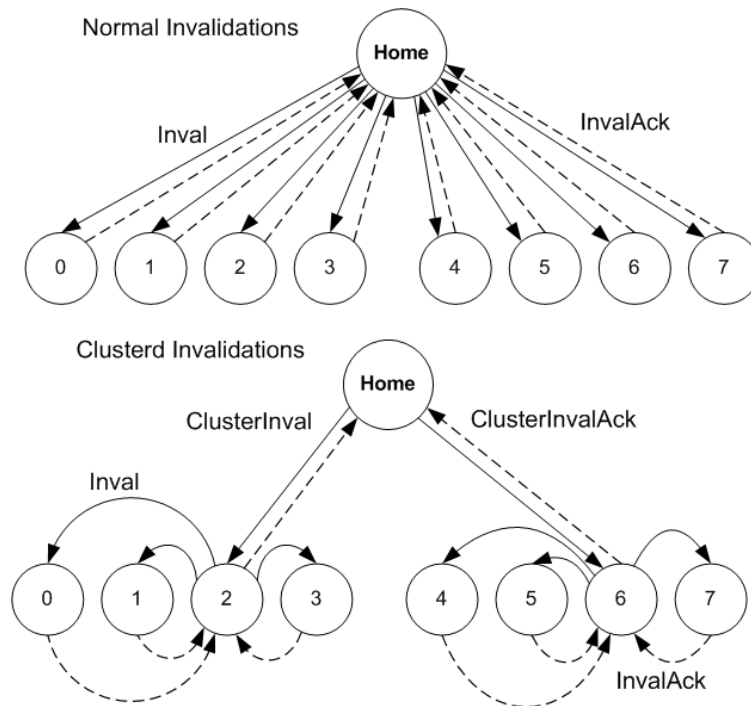 Normal Invalidations
Home
Inval
InvalAck
0 1 2 3 4 5 6 7
Clusterd Invalidations
Home
ClusterInval
ClusterInvalAck
Inval
0 1 2 3 4 5 6 7
InvalAck